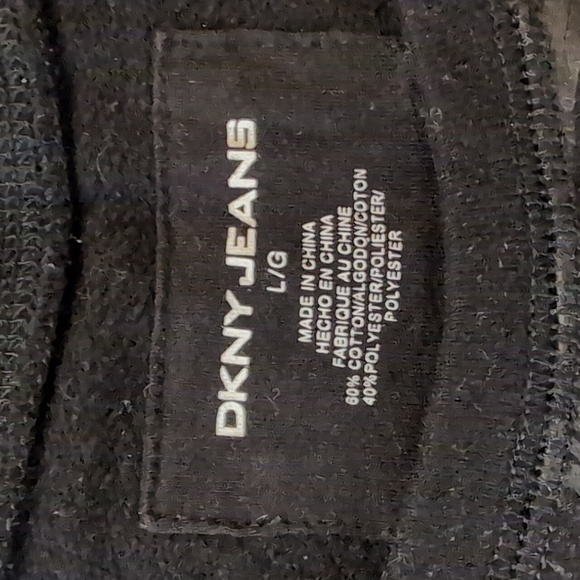 DKNY JEANS
L/G
MADE IN CHINA
HECHO EN CHINA
FABRIQUE AU CHINE
60% COTTON/ALGODON/COTON
40%POLYESTER/POLIESTER/
POLYESTER